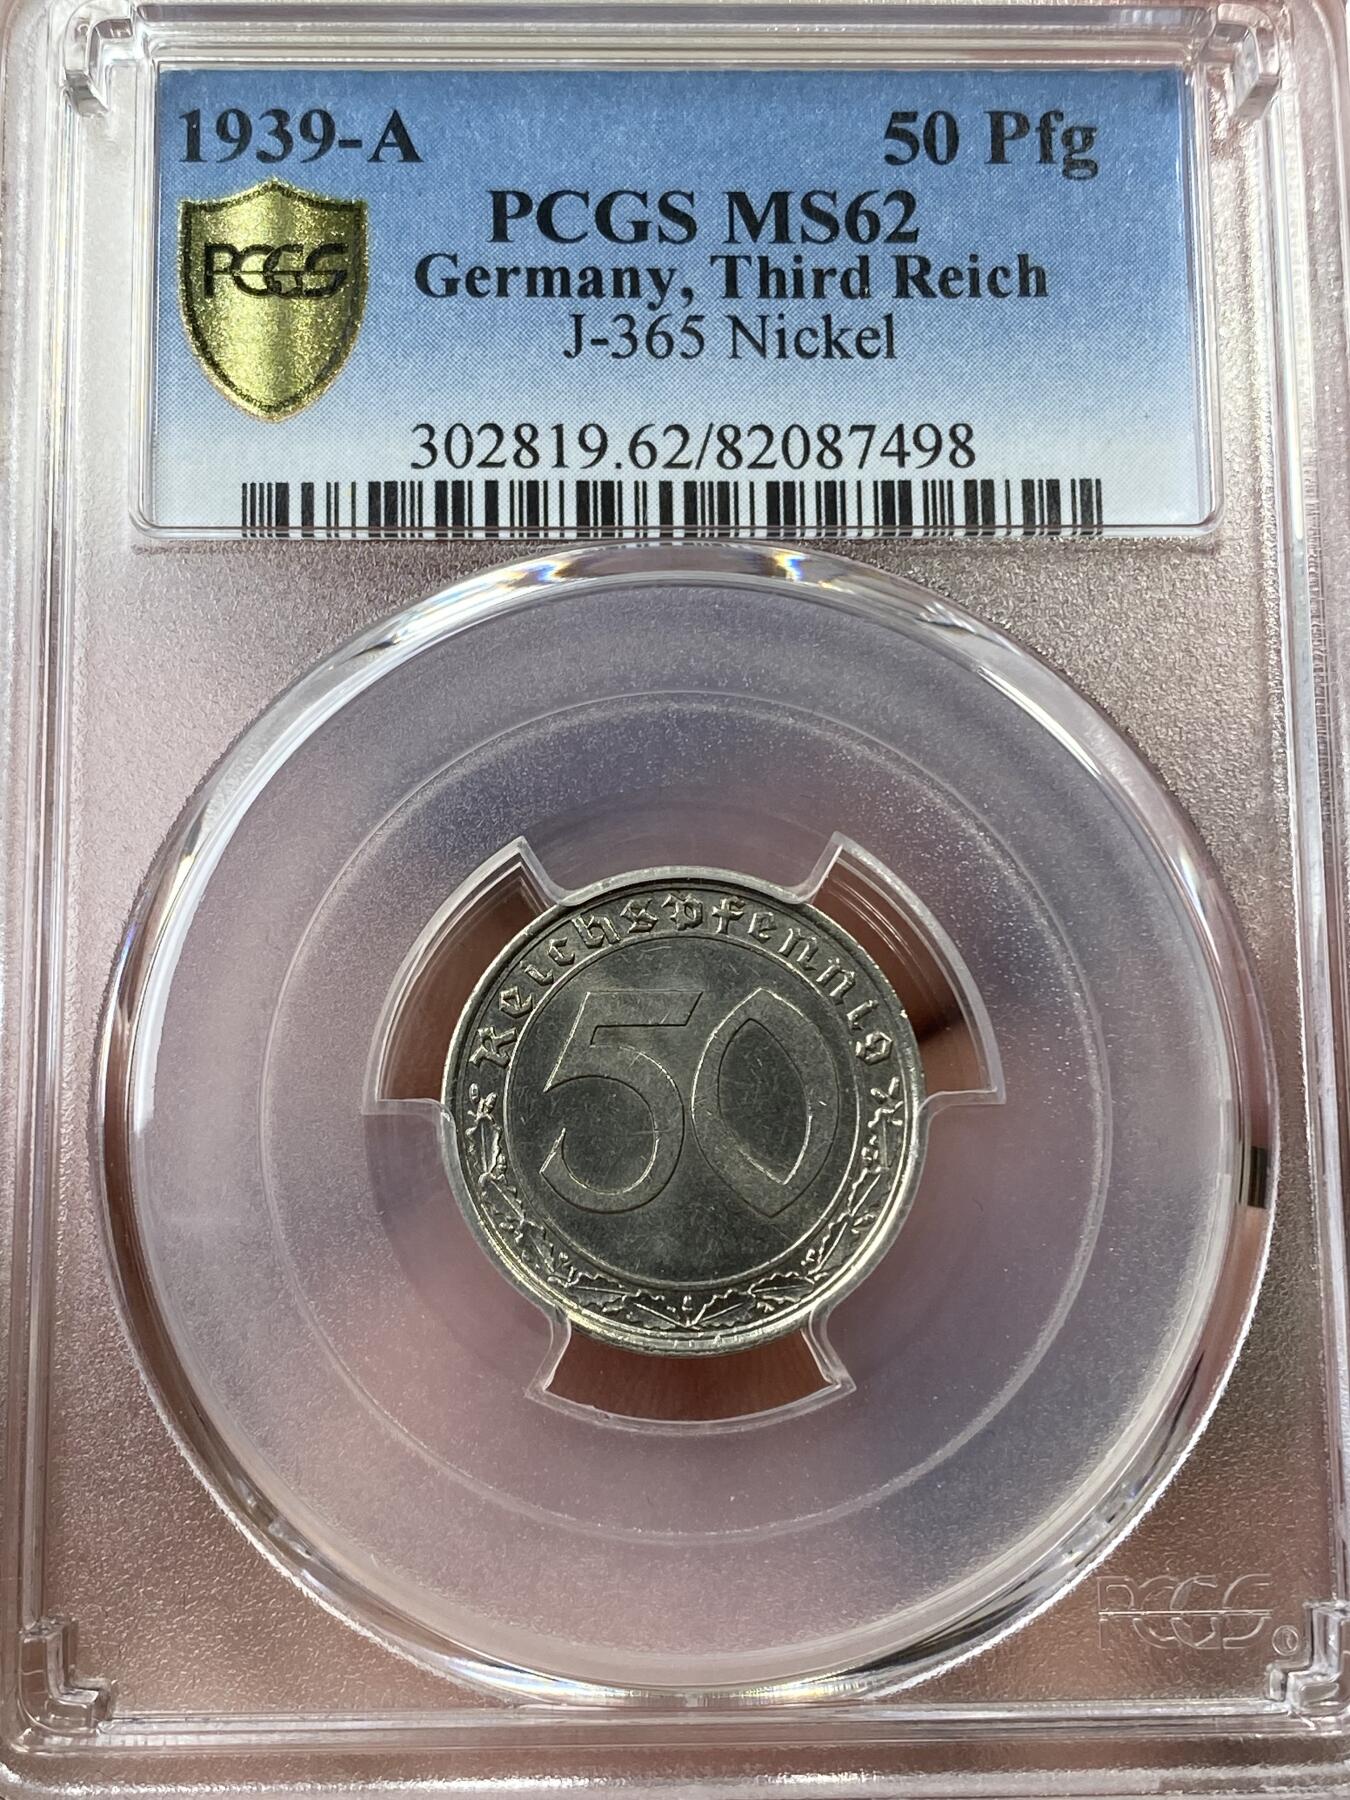 1939-A 50 Pfg
PCGS MS62
PCGS
Germany, Third Reich
J-365 Nickel
302819.62/82087498
Reichspfennig
50
PCGS